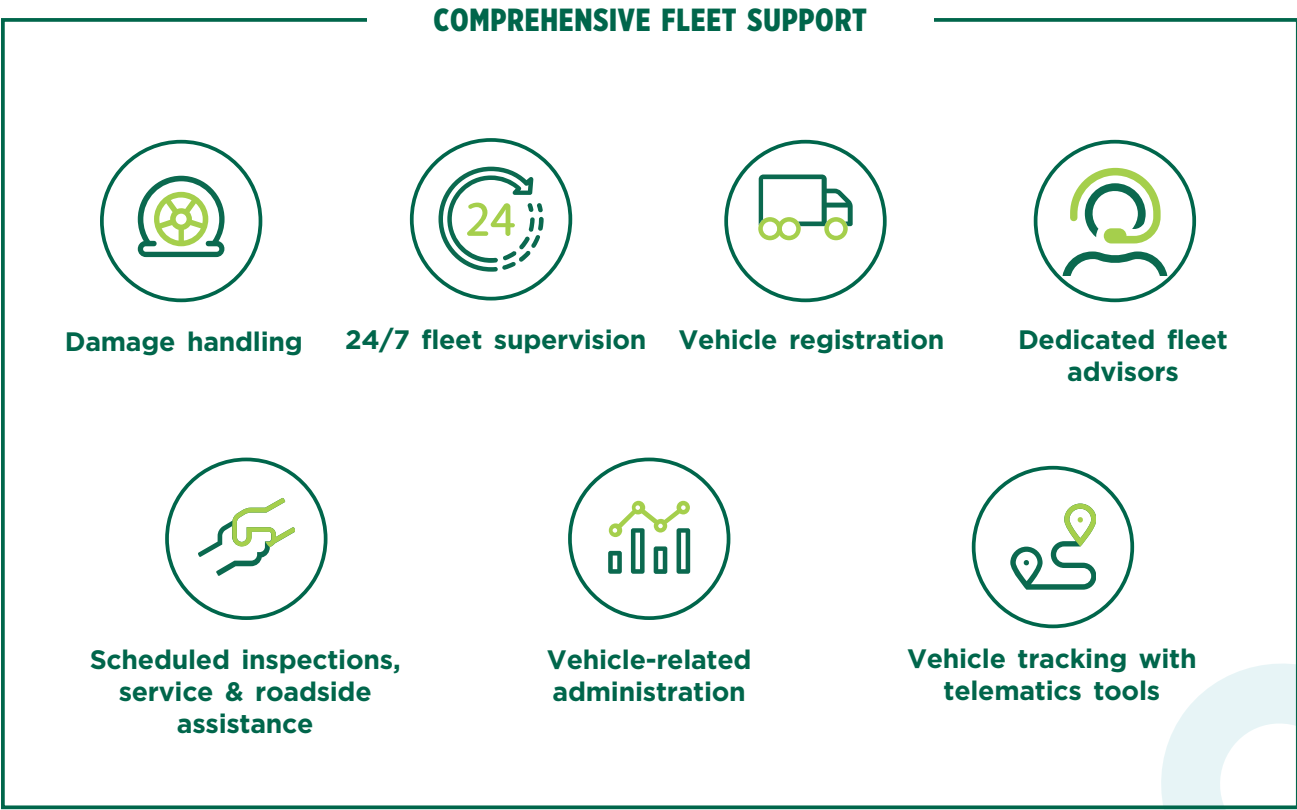 COMPREHENSIVE FLEET SUPPORT
24
Damage handling
24/7 fleet supervision
Vehicle registration
Dedicated fleet
advisors
Scheduled inspections,
service & roadside
assistance
Vehicle-related
administration
Vehicle tracking with
telematics tools